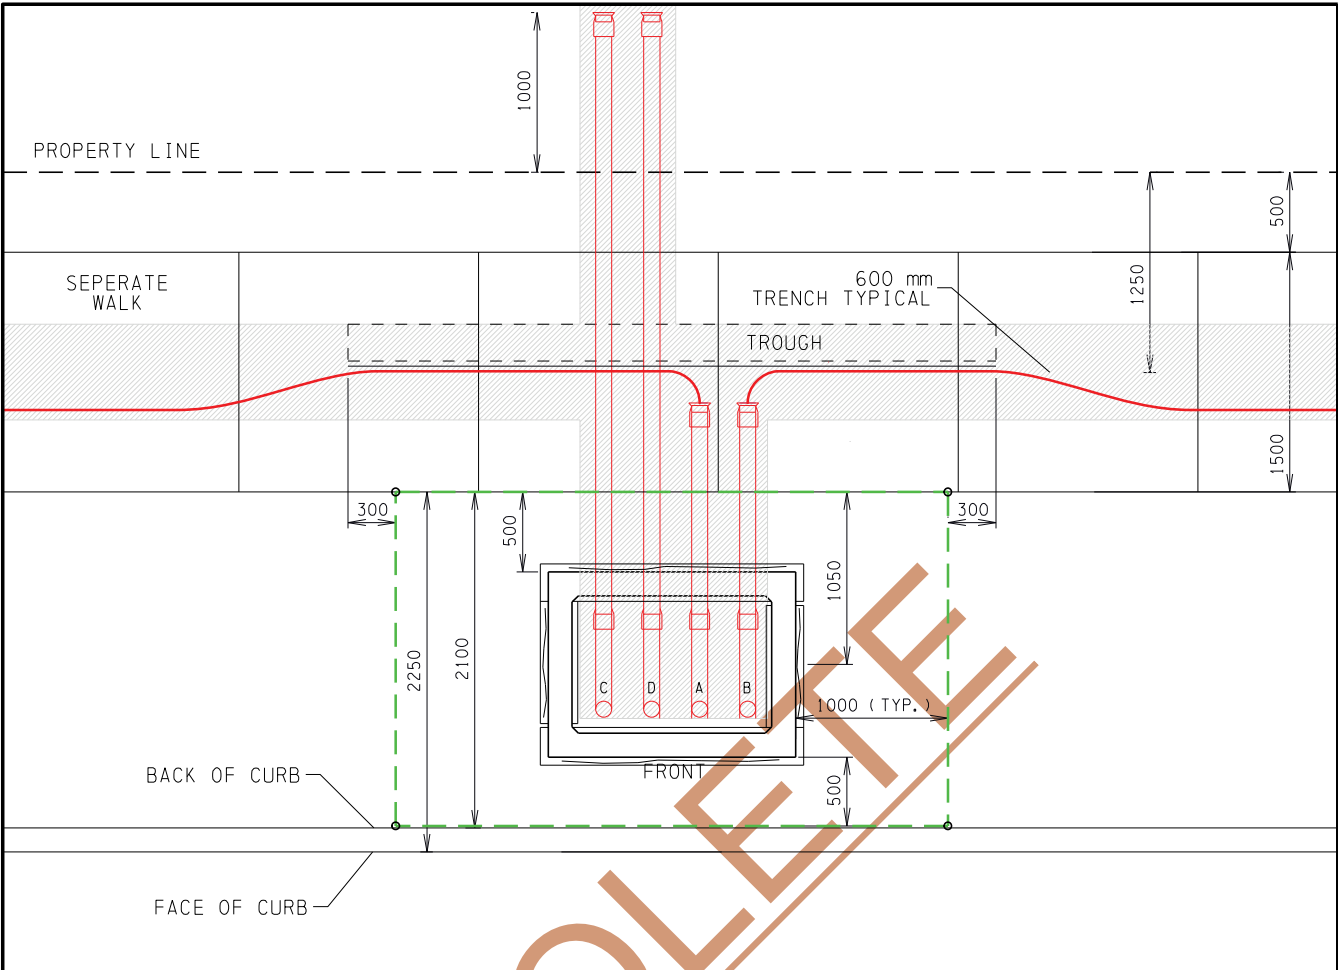 1000
PROPERTY LINE
500
SEPERATE
WALK
600 mm
TRENCH TYPICAL
1250
TROUGH
1500
300
500
300
1050
2250
2100
C D A B
1000 (TYP.)
FRONT
500
BACK OF CURB
FACE OF CURB
OLETE